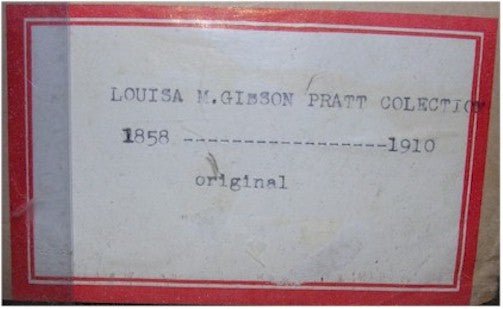 LOUISA M.GIBSON PRATT COLECTION
1858 ------------------1910
original